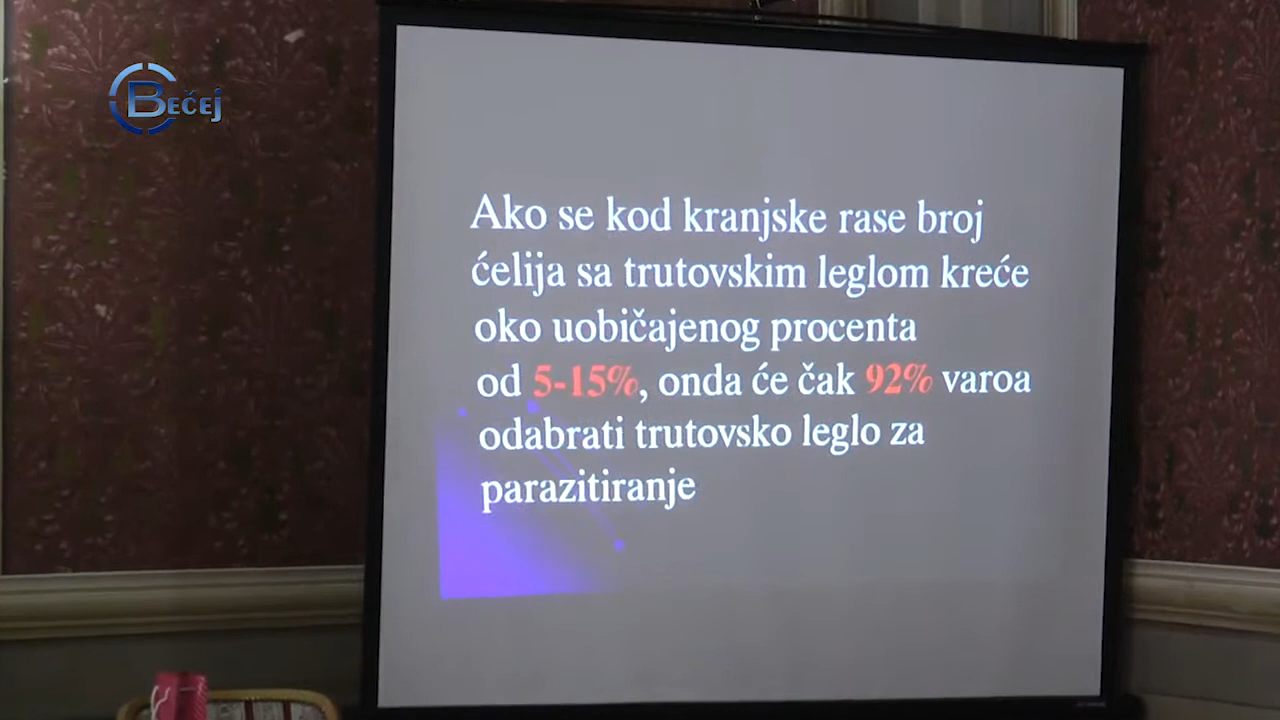 BEČEJ
Ako se kod kranjske rase broj
ćelija sa trutovskim leglom kreće
oko uobičajenog procenta
od 5-15%, onda će čak 92% varoa
odabrati trutovsko leglo za
parazitiranje